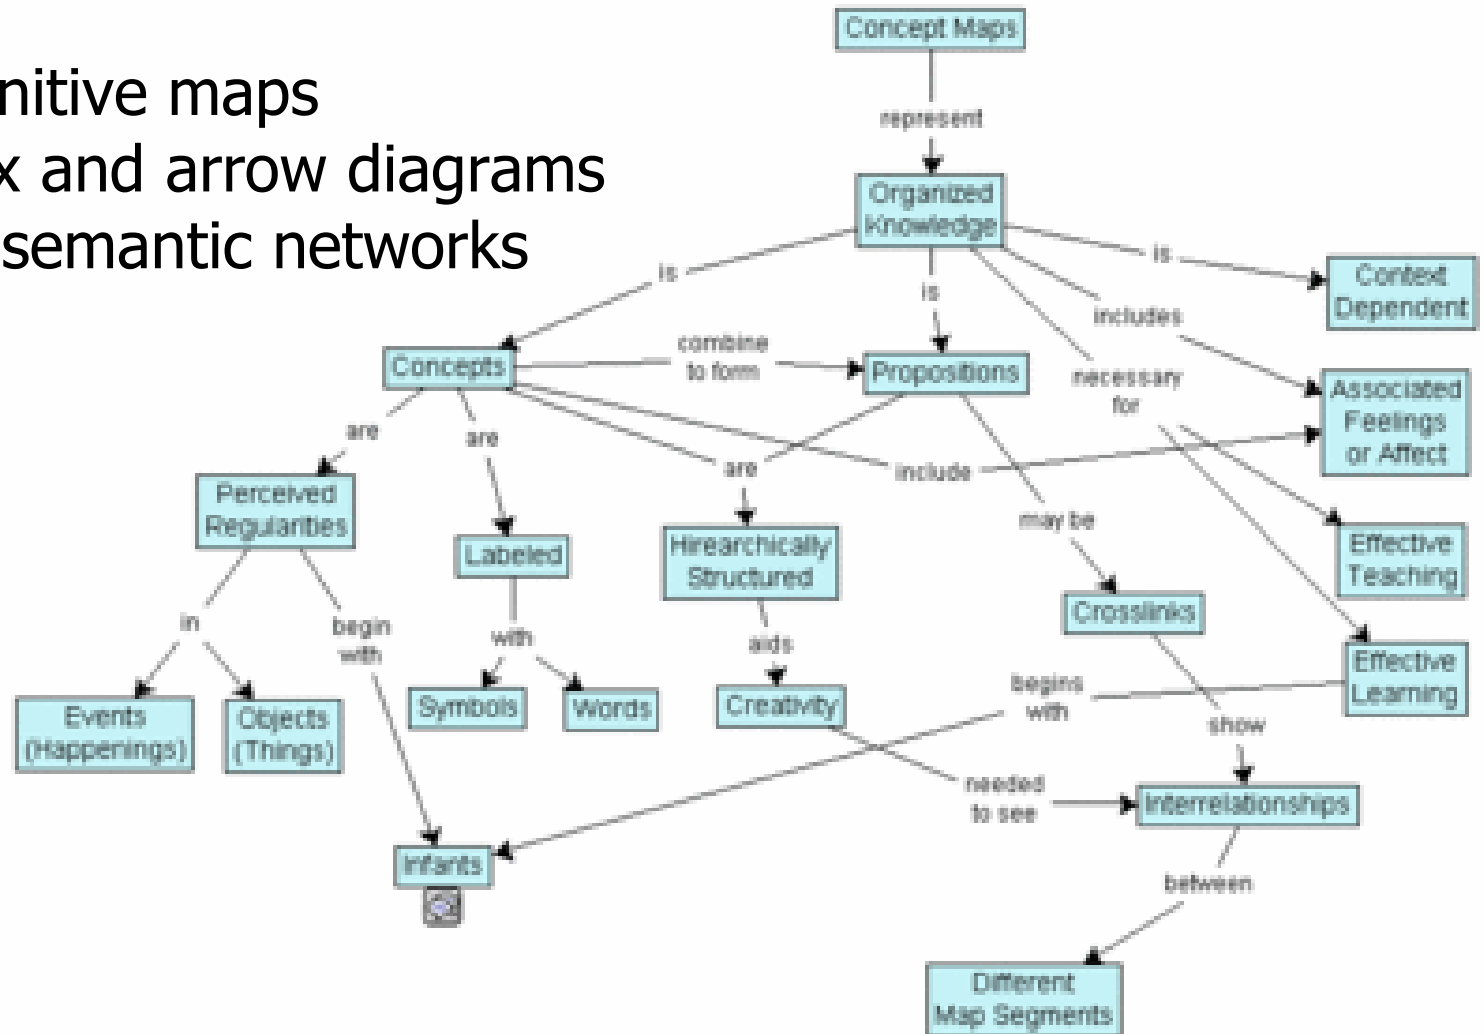 Concept Maps
nitive maps
x and arrow diagrams
semantic networks
represent
Organized
Knowledge
is
is
is
Context
Dependent
includes
combine
to form
Concepts
Propositions
necessary
for
Associated
Feelings
or Affect
are
are
are
include
Perceived
Regularities
may be
Labeled
Hirearchically
Structured
Effective
Teaching
Crosslinks
in
begin
with
with
aids
Effective
Learning
begins
with
Events
(Happenings)
Objects
(Things)
Symbols
Words
Creativity
show
needed
to see
Interrelationships
Infants
between
Different
Map Segments